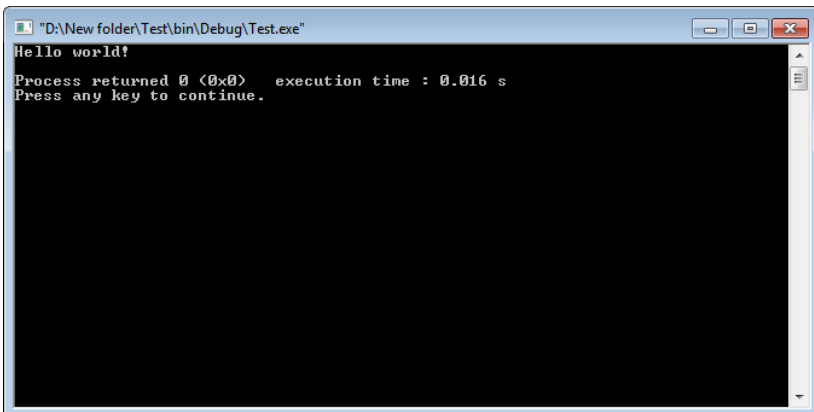 "D:\New folder\Test\bin\Debug\Test.exe"
Hello world!
Process returned 0 (0x0)   execution time : 0.016 s
Press any key to continue.